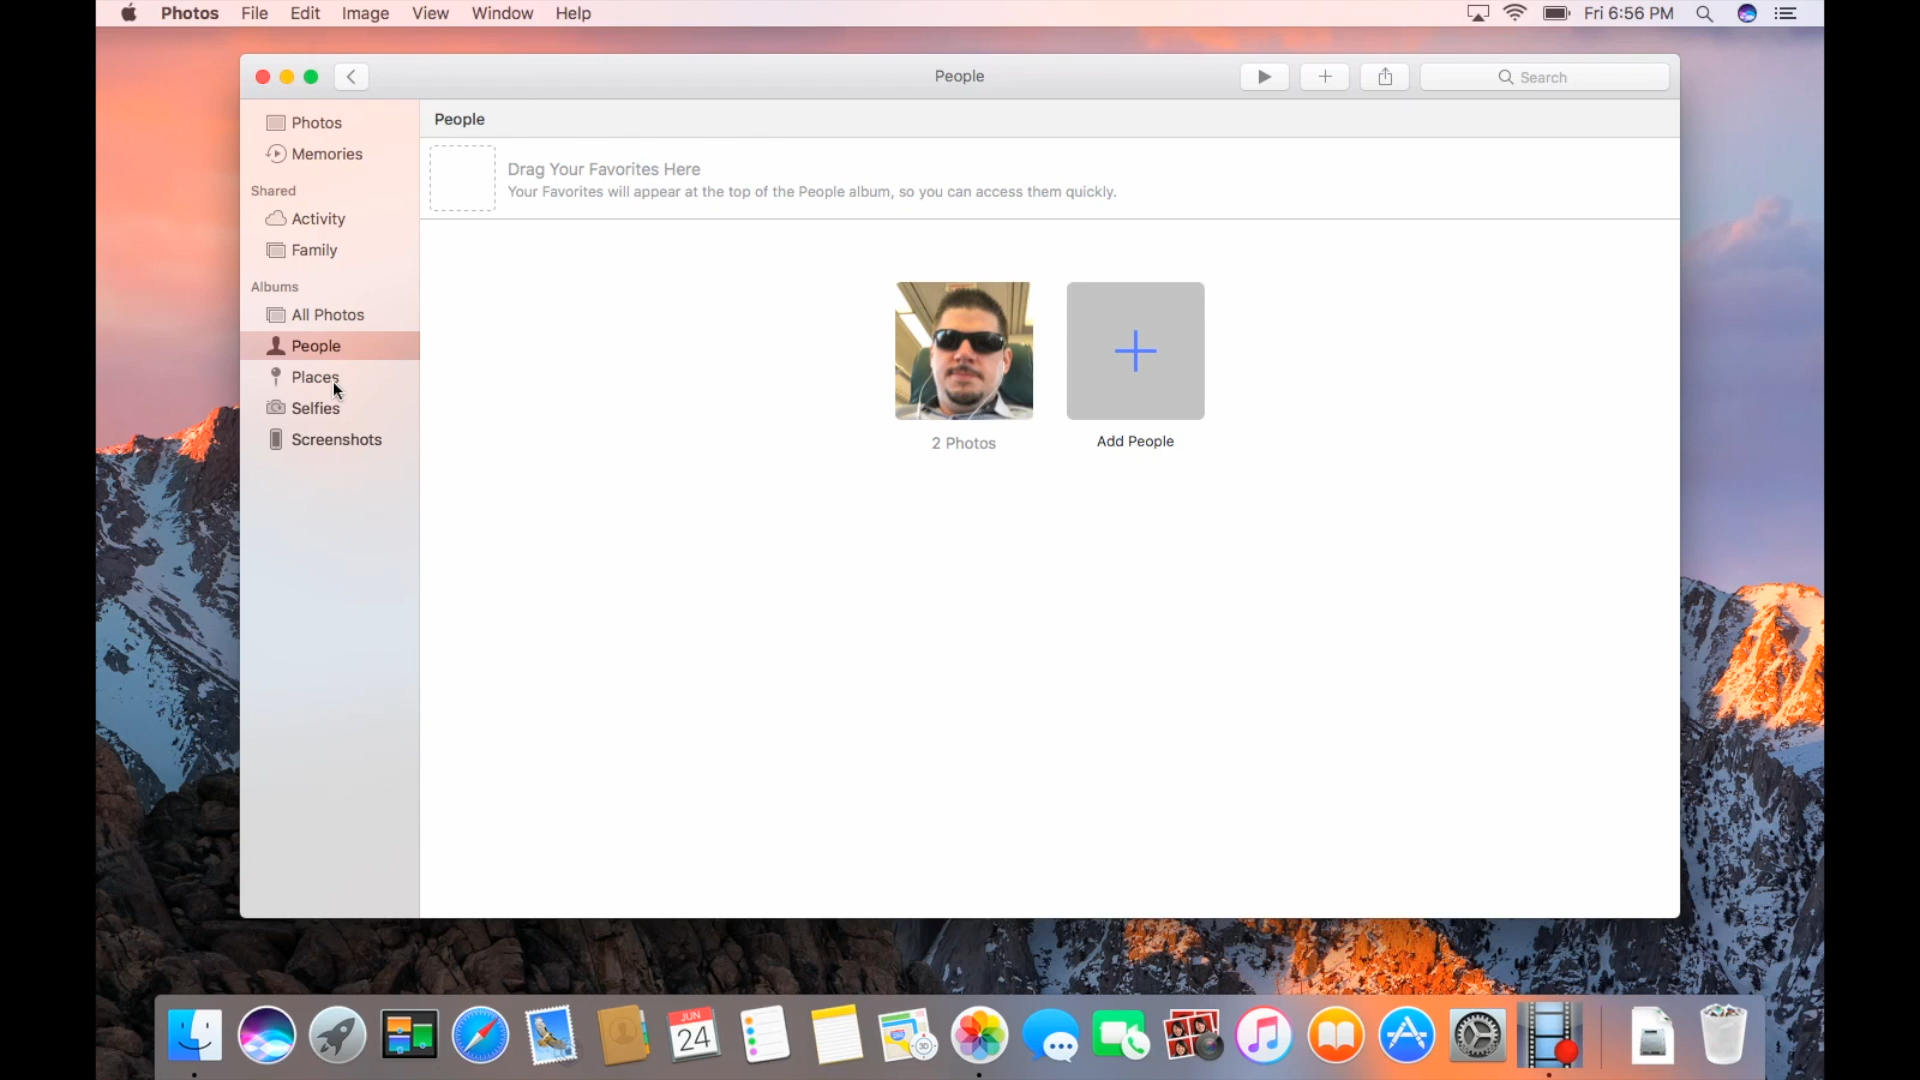 Photos File Edit Image View Window Help Fri 6:56 PM
People
Search
Photos
Memories
Shared
Activity
Family
Albums
All Photos
People
Places
Selfies
Screenshots
People
Drag Your Favorites Here
Your Favorites will appear at the top of the People album, so you can access them quickly.
2 Photos
Add People
JUN
24
3D